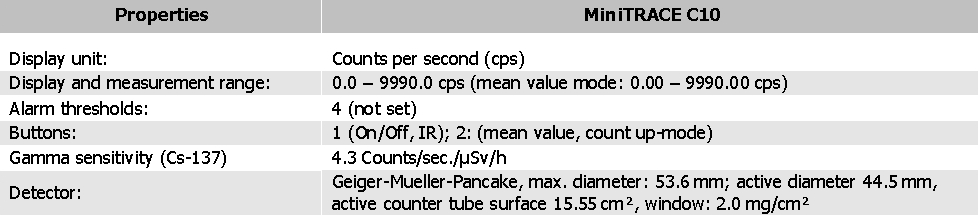 Properties MiniTRACE C10
Display unit: Counts per second (cps)
Display and measurement range: 0.0 – 9990.0 cps (mean value mode: 0.00 – 9990.00 cps)
Alarm thresholds: 4 (not set)
Buttons: 1 (On/Off, IR); 2: (mean value, count up-mode)
Gamma sensitivity (Cs-137) 4.3 Counts/sec./µSv/h
Detector: Geiger-Mueller-Pancake, max. diameter: 53.6 mm; active diameter 44.5 mm,
active counter tube surface 15.55 cm², window: 2.0 mg/cm²